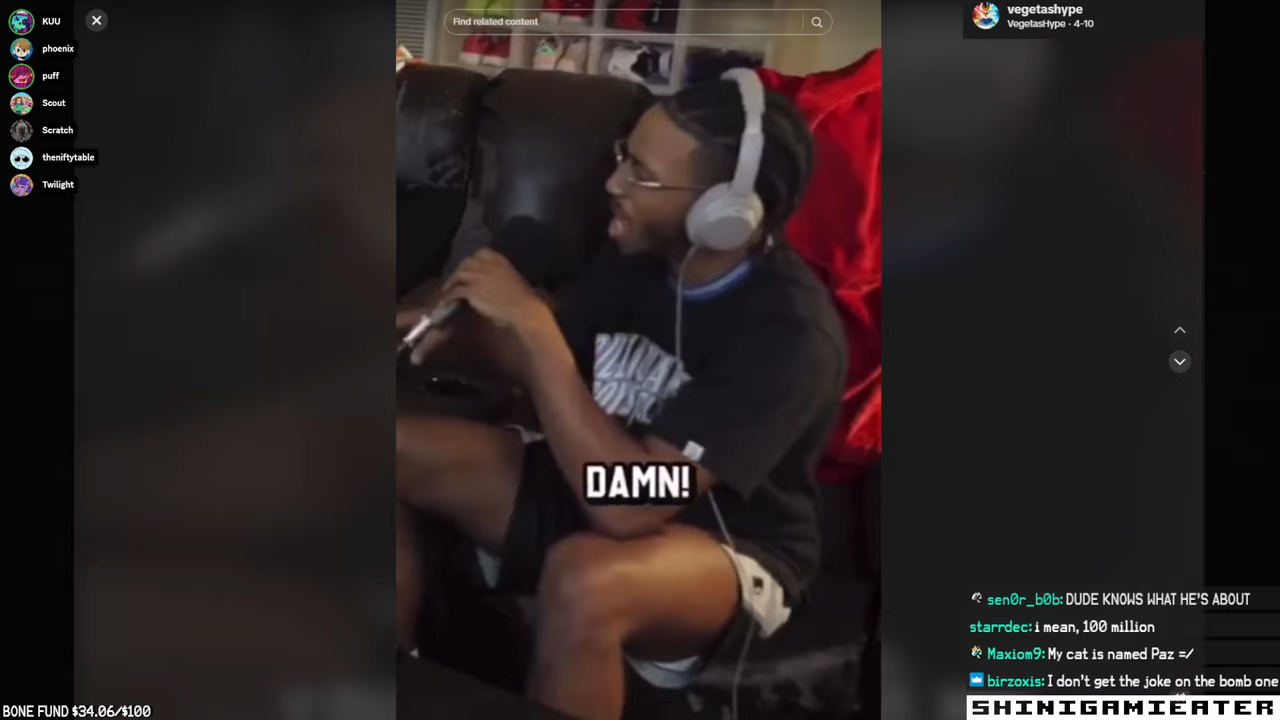 KUU
phoenix
puff
Scout
Scratch
theniftytable
Twilight
Find related content
vegetashype
VegetasHype · 4-10
DAMN!
sen0r_b0b: DUDE KNOWS WHAT HE'S ABOUT
starrdec: i mean, 100 million
Maxiom9: My cat is named Paz =/
birzoxis: I don't get the joke on the bomb one
BONE FUND $34.06/$100
SHINIGAMIEATER